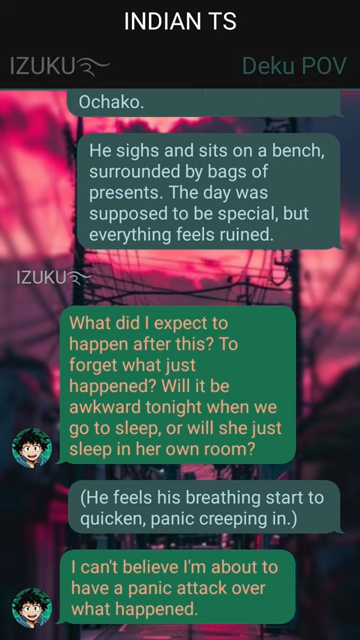 INDIAN TS
IZUKU
Deku POV
Ochako.
He sighs and sits on a bench,
surrounded by bags of
presents. The day was
supposed to be special, but
everything feels ruined.
IZUKU
What did I expect to
happen after this? To
forget what just
happened? Will it be
awkward tonight when we
go to sleep, or will she just
sleep in her own room?
(He feels his breathing start to
quicken, panic creeping in.)
I can't believe I'm about to
have a panic attack over
what happened.